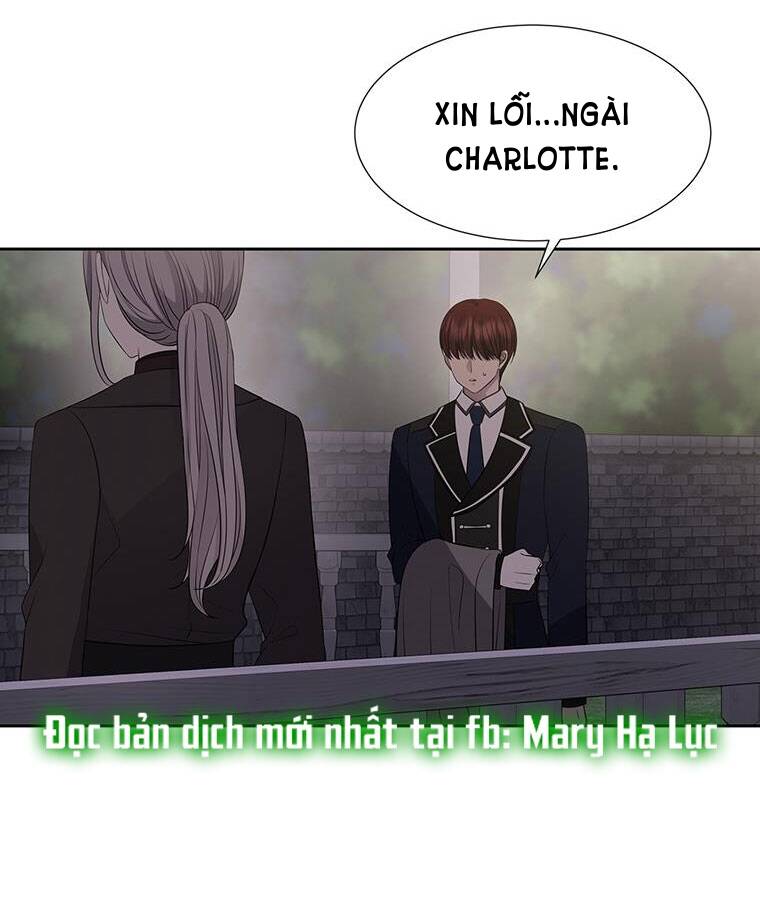 XIN LỖI...NGÀI
CHARLOTTE.
Đọc bản dịch mới nhất tại fb: Mary Hạ Lục